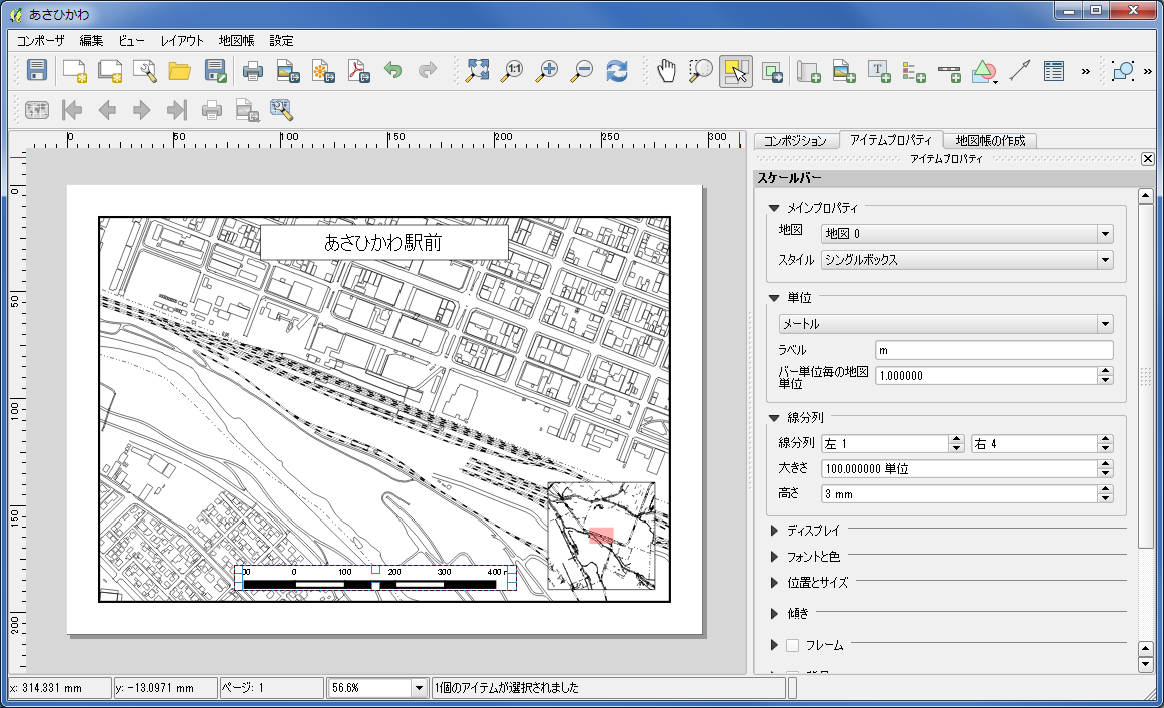 あさひかわ
コンポーザ 編集 ビュー レイアウト 地図帳 設定
1:1 T » »
0 50 100 150 200 250 300
0
50
100
150
200
あさひかわ駅前
00 0 100 200 300 400 m
コンポジション アイテムプロパティ 地図帳の作成
アイテムプロパティ
スケールバー
メインプロパティ
地図 地図 0
スタイル シングルボックス
単位
メートル
ラベル m
バー単位毎の地図単位 1.000000
線分列
線分列 左 1 右 4
大きさ 100.000000 単位
高さ 3 mm
ディスプレイ
フォントと色
位置とサイズ
傾き
フレーム
x: 314.331 mm y: -13.0971 mm ページ: 1 56.6% 1個のアイテムが選択されました